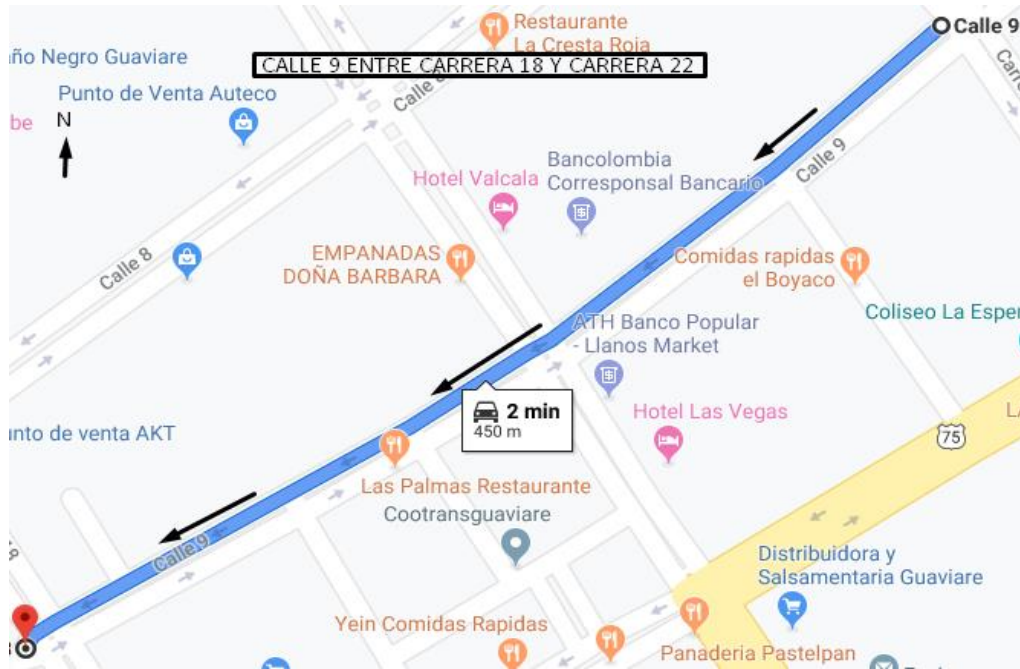 Calle 9
Restaurante
La Cresta Roja
ño Negro Guaviare
CALLE 9 ENTRE CARRERA 18 Y CARRERA 22
Punto de Venta Auteco
Calle
be
N
Calle 9
Bancolombia
Corresponsal Bancario
Hotel Valcala
EMPANADAS
DOÑA BARBARA
Calle 8
Comidas rapidas
el Boyaco
Coliseo La Esper
ATH Banco Popular
- Llanos Market
2 min
450 m
Hotel Las Vegas
75
unto de venta AKT
Las Palmas Restaurante
Cootransguaviare
Calle 9
Distribuidora y
Salsamentaria Guaviare
Yein Comidas Rapidas
Panaderia Pastelpan